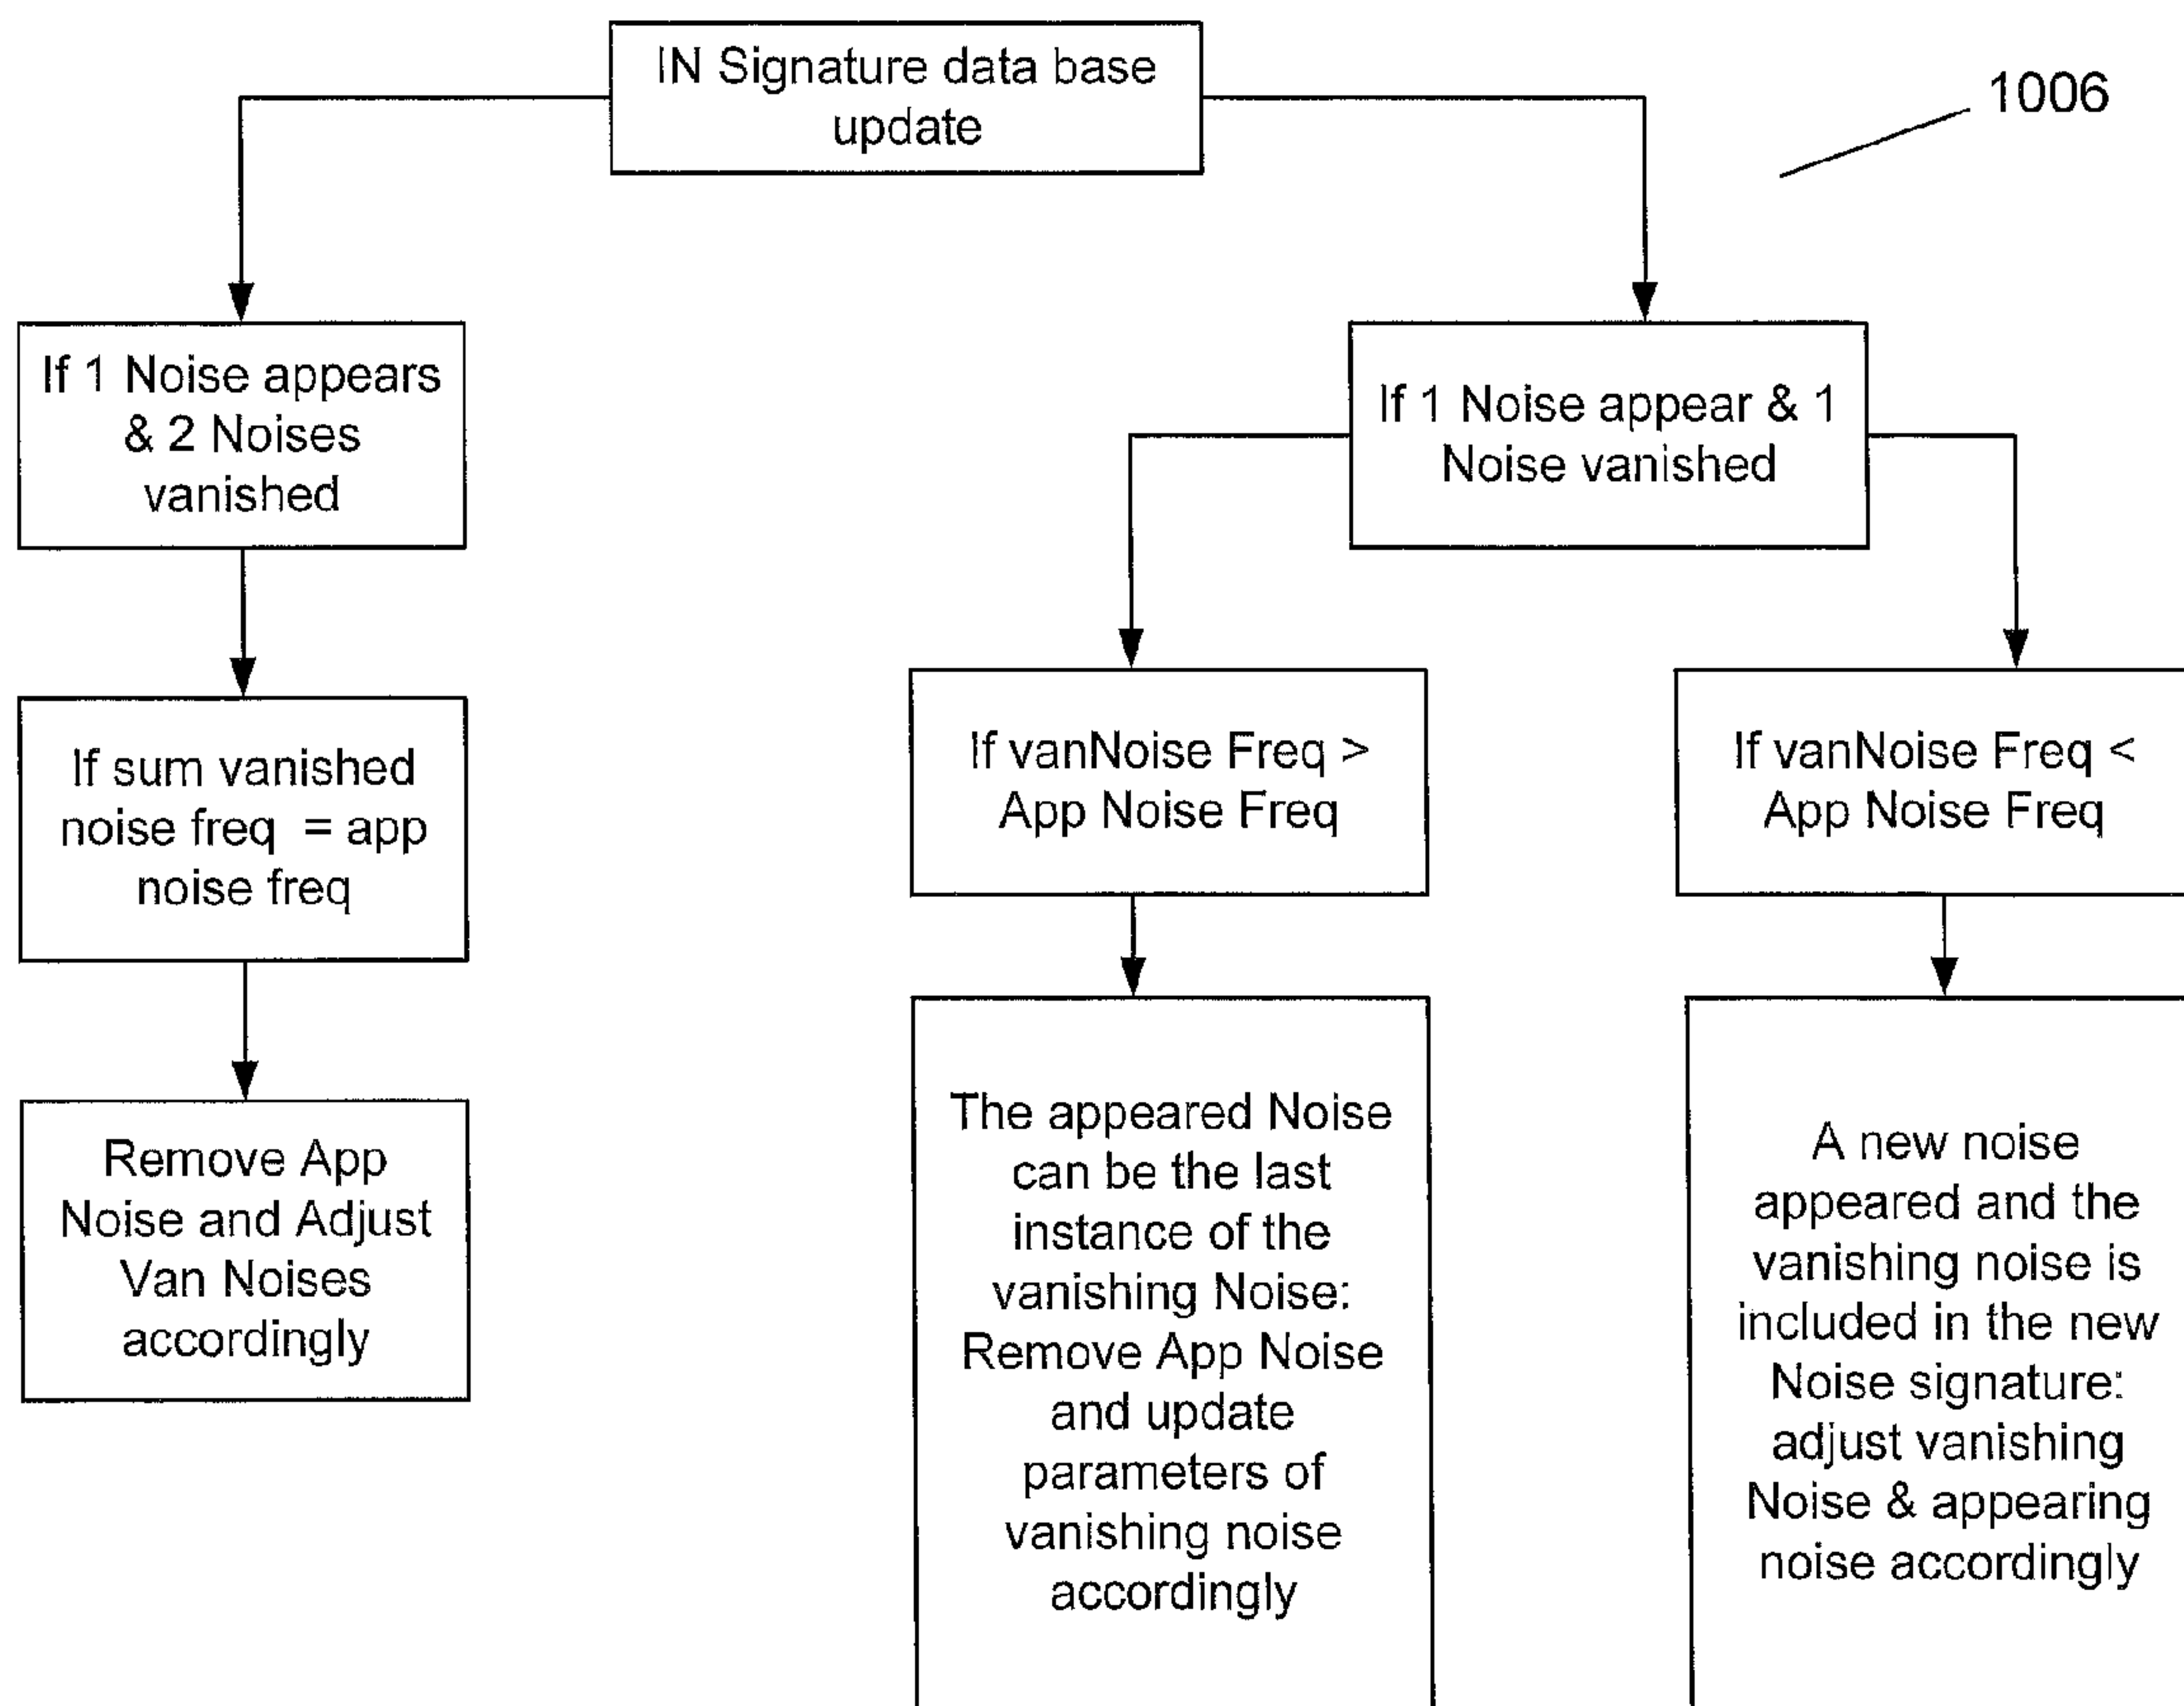 IN Signature data base
update
1006
If 1 Noise appears
& 2 Noises
vanished
If 1 Noise appear & 1
Noise vanished
If sum vanished
noise freq = app
noise freq
If vanNoise Freq >
App Noise Freq
If vanNoise Freq <
App Noise Freq
Remove App
Noise and Adjust
Van Noises
accordingly
The appeared Noise
can be the last
instance of the
vanishing Noise:
Remove App Noise
and update
parameters of
vanishing noise
accordingly
A new noise
appeared and the
vanishing noise is
included in the new
Noise signature:
adjust vanishing
Noise & appearing
noise accordingly